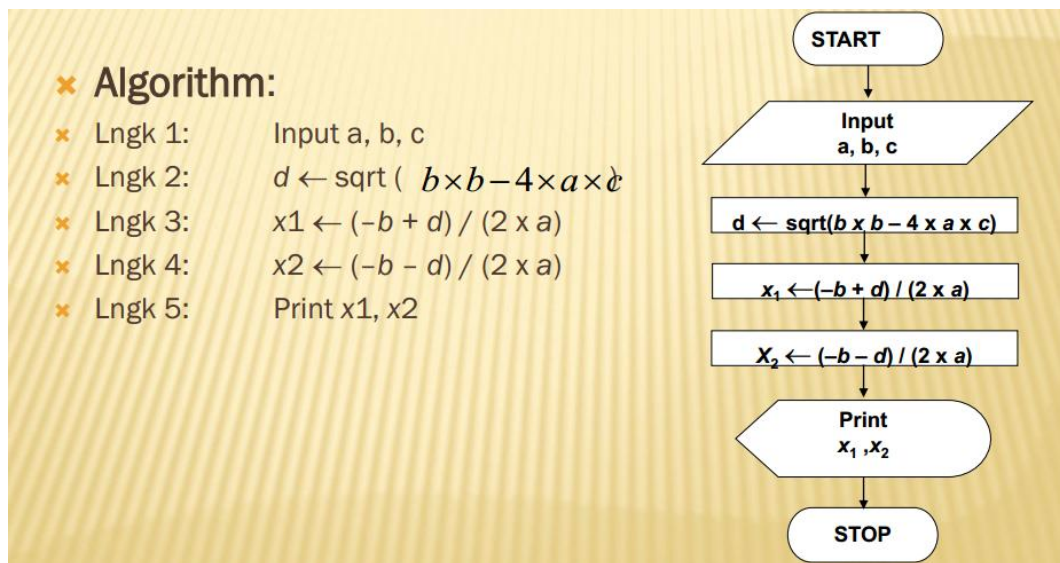 Algorithm:
Lngk 1: Input a, b, c
Lngk 2: d ← sqrt ( b×b−4×a×c )
Lngk 3: x1 ← (–b + d) / (2 x a)
Lngk 4: x2 ← (–b – d) / (2 x a)
Lngk 5: Print x1, x2
START
Input
a, b, c
d ← sqrt(b x b – 4 x a x c)
x₁ ←(–b + d) / (2 x a)
X₂ ← (–b – d) / (2 x a)
Print
x₁ ,x₂
STOP